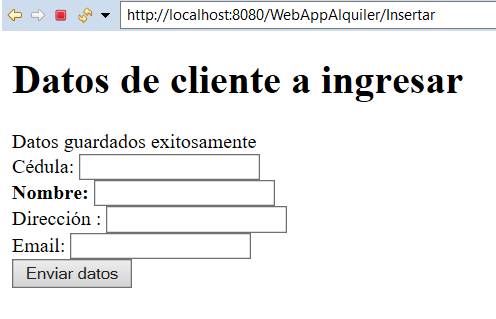 http://localhost:8080/WebAppAlquiler/Insertar
Datos de cliente a ingresar
Datos guardados exitosamente
Cédula:
Nombre:
Dirección :
Email:
Enviar datos